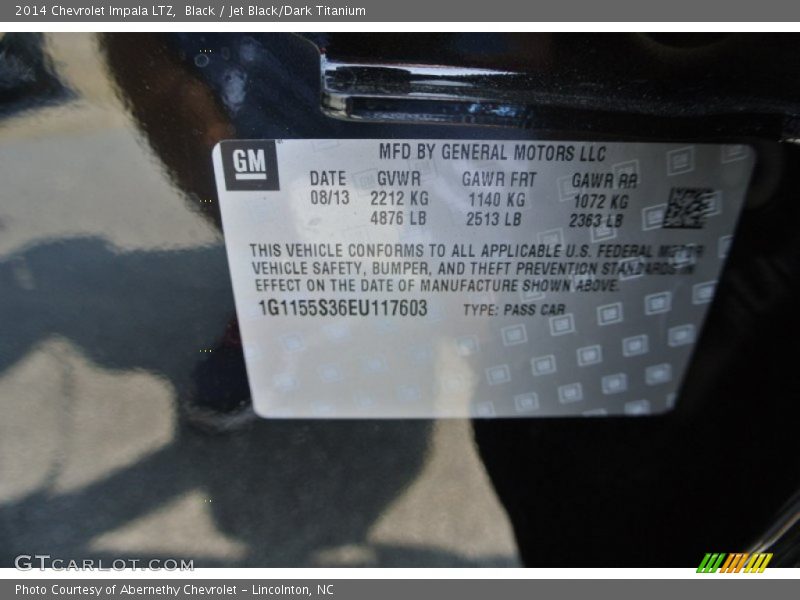 2014 Chevrolet Impala LTZ, Black / Jet Black/Dark Titanium
GM
MFD BY GENERAL MOTORS LLC
DATE GVWR GAWR FRT GAWR RR
08/13 2212 KG 1140 KG 1072 KG
4876 LB 2513 LB 2363 LB
THIS VEHICLE CONFORMS TO ALL APPLICABLE U.S. FEDERAL MOTOR
VEHICLE SAFETY, BUMPER, AND THEFT PREVENTION STANDARDS IN
EFFECT ON THE DATE OF MANUFACTURE SHOWN ABOVE.
1G1155S36EU117603 TYPE: PASS CAR
GTCARLOT.COM
Photo Courtesy of Abernethy Chevrolet – Lincolnton, NC